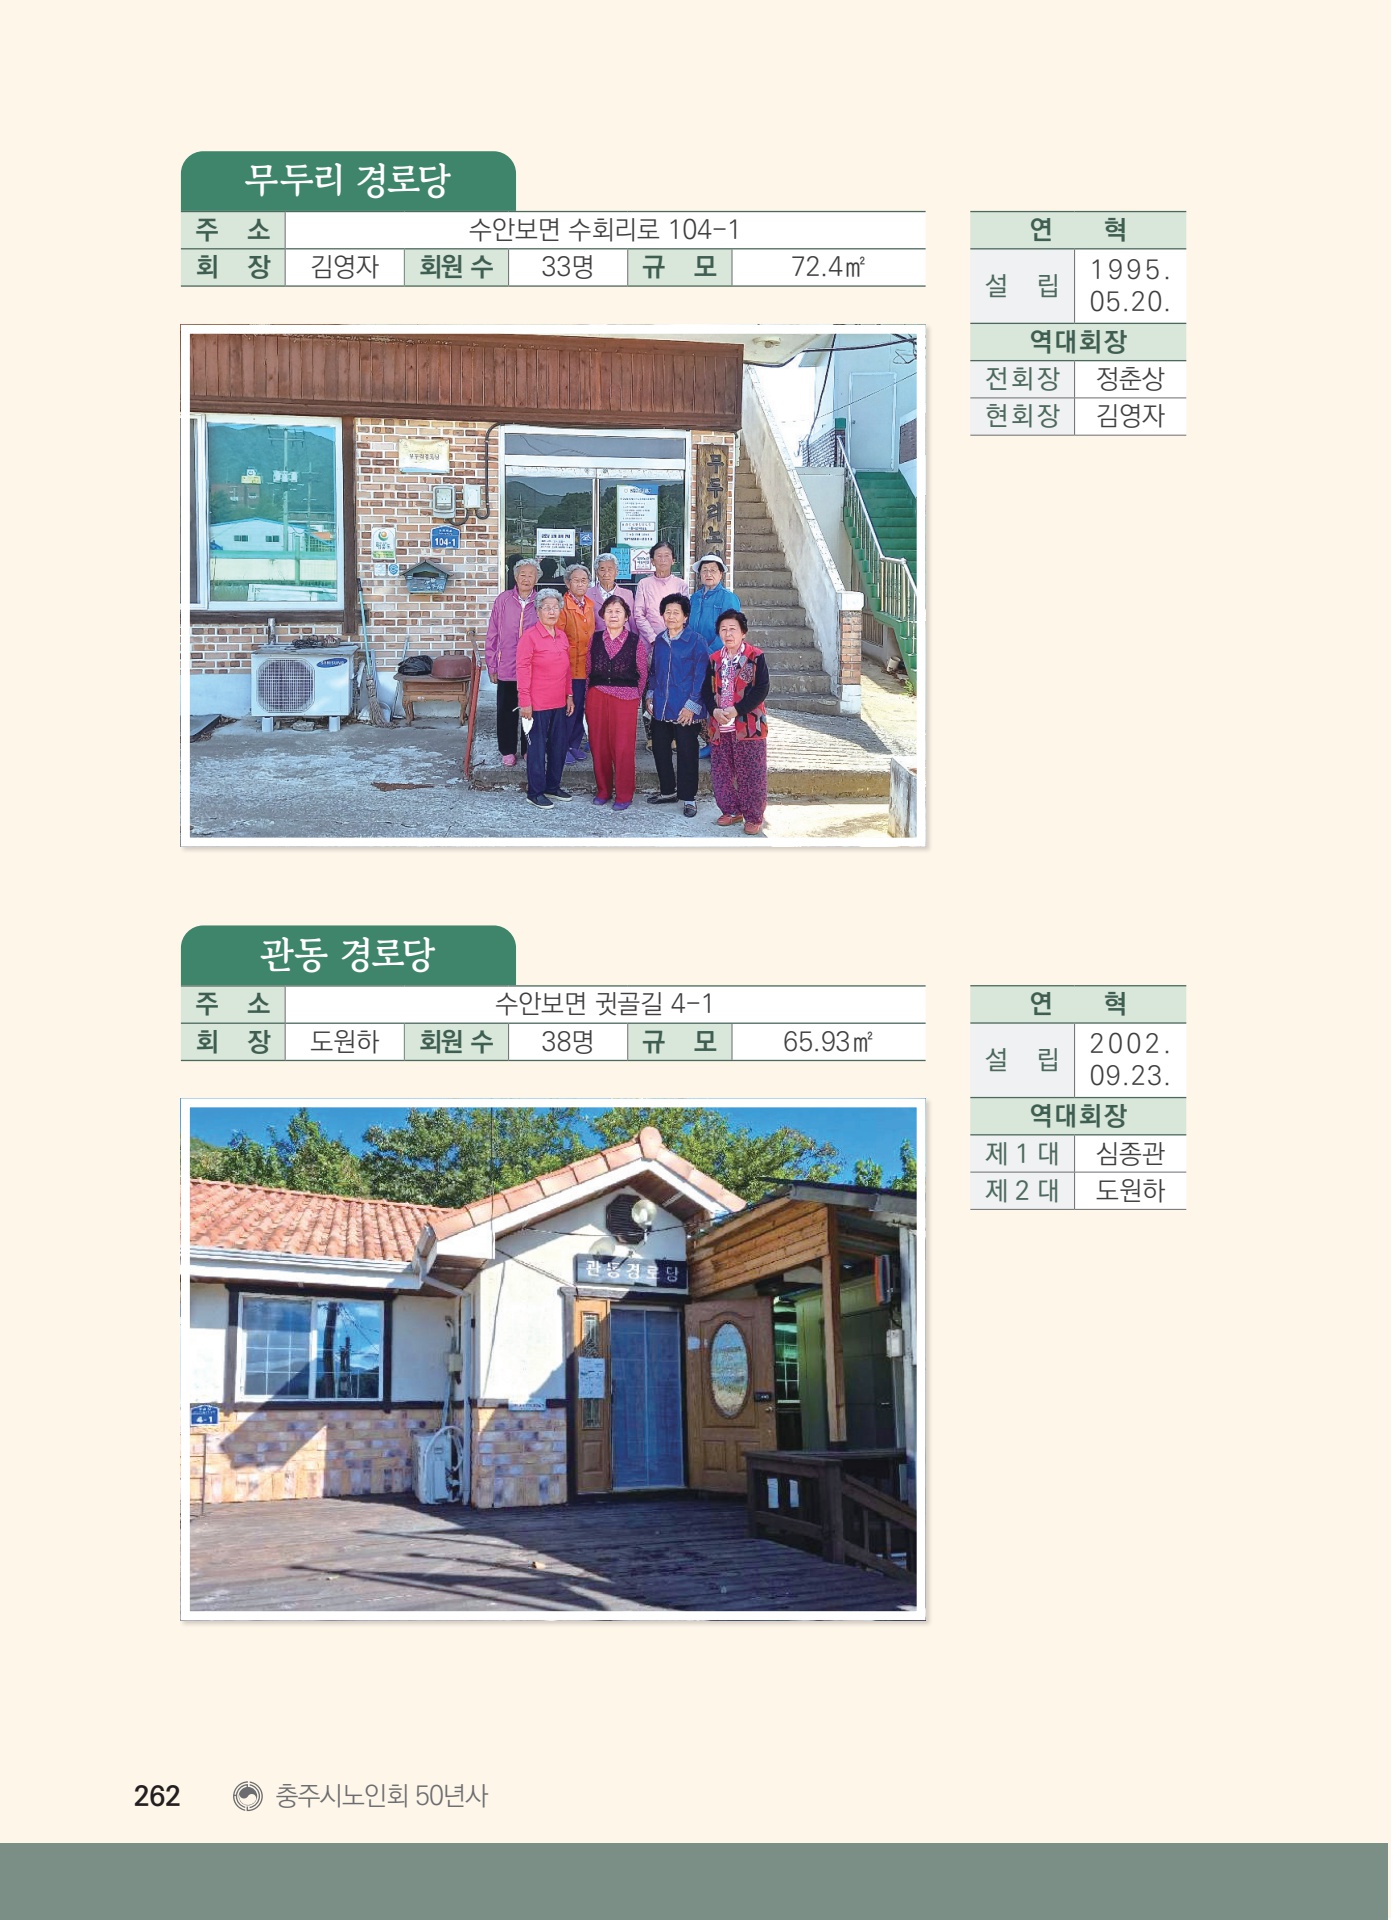 무두리 경로당
주 소 수안보면 수회리로 104-1
회 장 김영자 회원 수 33명 규 모 72.4㎡
연 혁
설 립 1995.
05.20.
역대회장
전회장 정춘상
현회장 김영자
무두리노
104-1
SAMSUNG
관동 경로당
주 소 수안보면 귓골길 4-1
회 장 도원하 회원 수 38명 규 모 65.93㎡
연 혁
설 립 2002.
09.23.
역대회장
제 1 대 심종관
제 2 대 도원하
관동경로당
4-1
262 충주시노인회 50년사